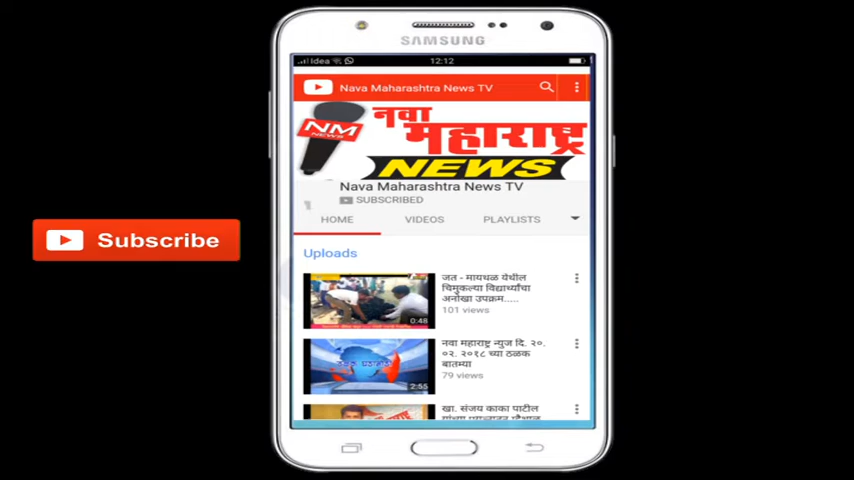 SAMSUNG
Idea
12:12
Nava Maharashtra News TV
NM
NEWS
नवा
महाराष्ट्र
NEWS
Nava Maharashtra News TV
SUBSCRIBED
HOME VIDEOS PLAYLISTS
Subscribe
Uploads
जत - मायथळ येथील
चिमुकल्या विद्यार्थ्यांचा
अनोखा उपक्रम.....
101 views
0:48
नवा महाराष्ट्र न्युज दि. २०.
०२. २०१८ च्या ठळक
बातम्या
79 views
2:55
खा. संजय काका पाटील